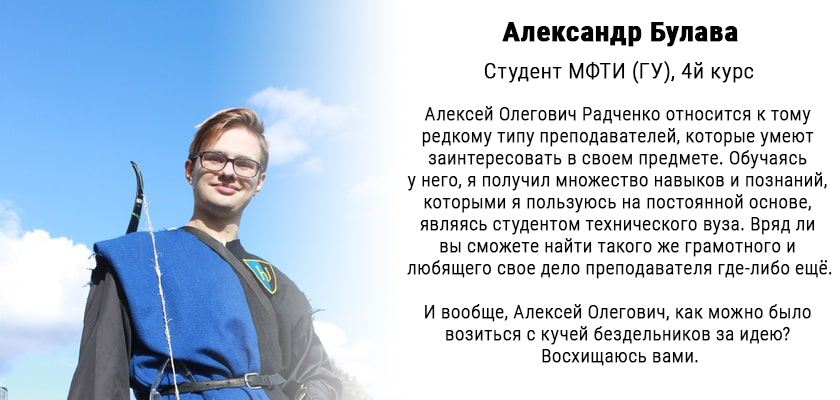 Александр Булава
Студент МФТИ (ГУ), 4й курс
Алексей Олегович Радченко относится к тому
редкому типу преподавателей, которые умеют
заинтересовать в своем предмете. Обучаясь
у него, я получил множество навыков и познаний,
которыми я пользуюсь на постоянной основе,
являясь студентом технического вуза. Вряд ли
вы сможете найти такого же грамотного и
любящего свое дело преподавателя где-либо ещё.
И вообще, Алексей Олегович, как можно было
возиться с кучей бездельников за идею?
Восхищаюсь вами.